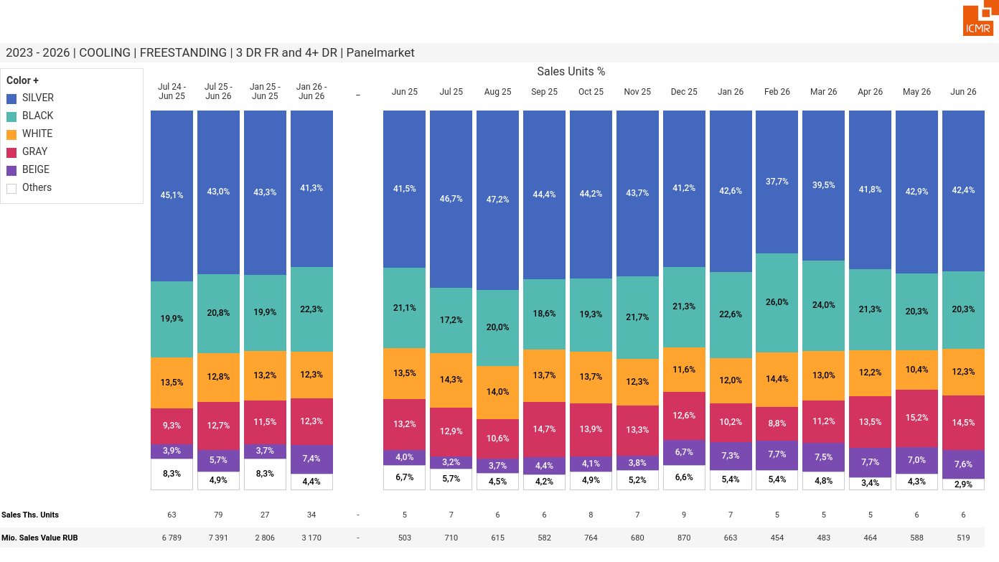 ICMR
2023 - 2026 | COOLING | FREESTANDING | 3 DR FR and 4+ DR | Panelmarket
Sales Units %
Color +
SILVER
BLACK
WHITE
GRAY
BEIGE
Others
Jul 24 - Jul 25 - Jan 25 - Jan 26 -
Jun 25 Jun 26 Jun 25 Jun 26 – Jun 25 Jul 25 Aug 25 Sep 25 Oct 25 Nov 25 Dec 25 Jan 26 Feb 26 Mar 26 Apr 26 May 26 Jun 26
45,1% 43,0% 43,3% 41,3% 41,5% 46,7% 47,2% 44,4% 44,2% 43,7% 41,2% 42,6% 37,7% 39,5% 41,8% 42,9% 42,4%
19,9% 20,8% 19,9% 22,3% 21,1% 17,2% 20,0% 18,6% 19,3% 21,7% 21,3% 22,6% 26,0% 24,0% 21,3% 20,3% 20,3%
13,5% 12,8% 13,2% 12,3% 13,5% 14,3% 14,0% 13,7% 13,7% 12,3% 11,6% 12,0% 14,4% 13,0% 12,2% 10,4% 12,3%
9,3% 12,7% 11,5% 12,3% 13,2% 12,9% 10,6% 14,7% 13,9% 13,3% 12,6% 10,2% 8,8% 11,2% 13,5% 15,2% 14,5%
3,9% 5,7% 3,7% 7,4% 4,0% 3,2% 3,7% 4,4% 4,1% 3,8% 6,7% 7,3% 7,7% 7,5% 7,7% 7,0% 7,6%
8,3% 4,9% 8,3% 4,4% 6,7% 5,7% 4,5% 4,2% 4,9% 5,2% 6,6% 5,4% 5,4% 4,8% 3,4% 4,3% 2,9%
Sales Ths. Units 63 79 27 34 - 5 7 6 6 8 7 9 7 5 5 5 6 6
Mio. Sales Value RUB 6 789 7 391 2 806 3 170 - 503 710 615 582 764 680 870 663 454 483 464 588 519